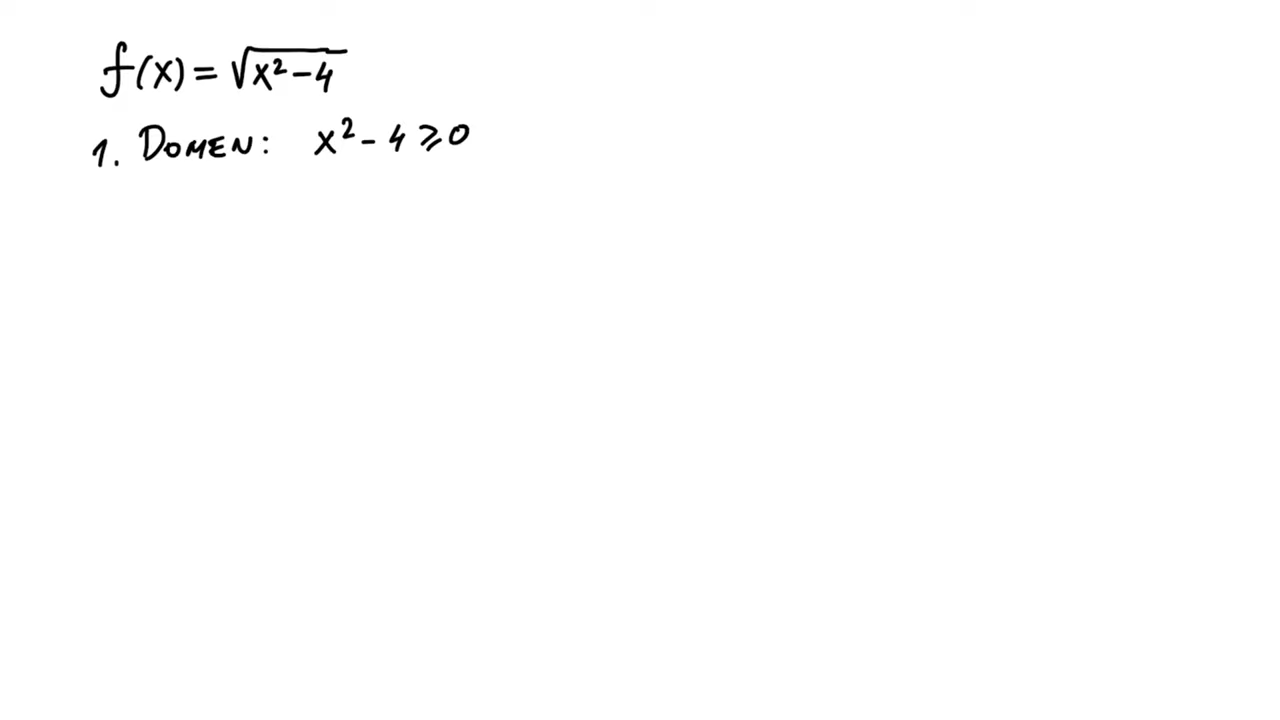 f(x) = √(x² - 4)
1. DOMEN: x² - 4 ⩾ 0